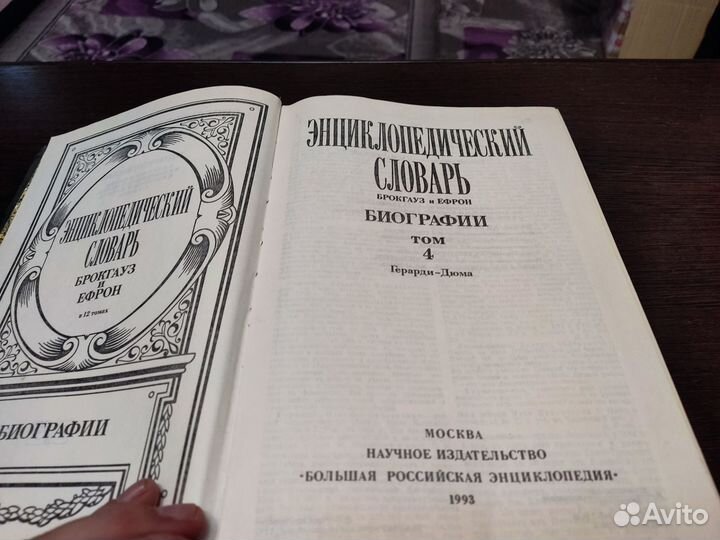 ЭНЦИКЛОПЕДИЧЕСКИЙ
СЛОВАРЬ
БРОКГАУЗ
И
ЕФРОН
в 12 томах
БИОГРАФИИ
ЭНЦИКЛОПЕДИЧЕСКИЙ
СЛОВАРЬ
БРОКГАУЗ и ЕФРОН
БИОГРАФИИ
ТОМ
4
Герарди–Дюма
МОСКВА
НАУЧНОЕ ИЗДАТЕЛЬСТВО
«БОЛЬШАЯ РОССИЙСКАЯ ЭНЦИКЛОПЕДИЯ»
1993
Avito